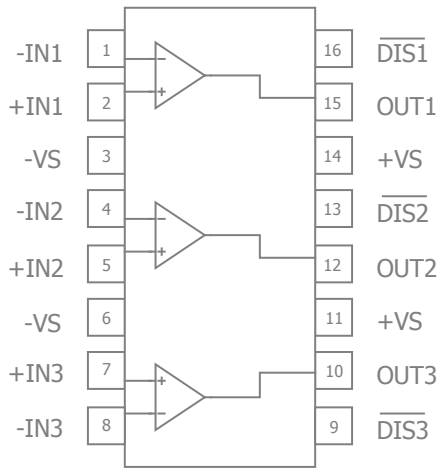 -IN1 1 16 DIS1
+IN1 2 15 OUT1
-VS 3 14 +VS
-IN2 4 13 DIS2
+IN2 5 12 OUT2
-VS 6 11 +VS
+IN3 7 10 OUT3
-IN3 8 9 DIS3